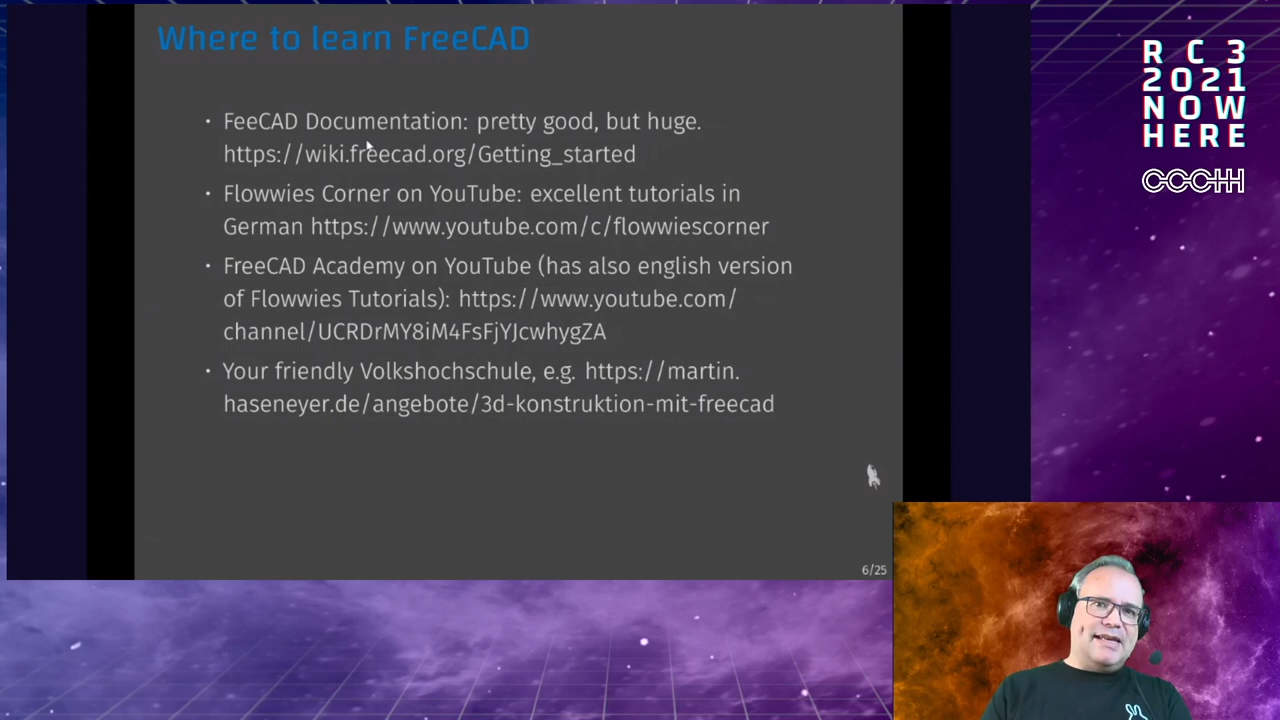 Where to learn FreeCAD
• FeeCAD Documentation: pretty good, but huge.
https://wiki.freecad.org/Getting_started
• Flowwies Corner on YouTube: excellent tutorials in
German https://www.youtube.com/c/flowwiescorner
• FreeCAD Academy on YouTube (has also english version
of Flowwies Tutorials): https://www.youtube.com/
channel/UCRDrMY8iM4FsFjYJcwhygZA
• Your friendly Volkshochschule, e.g. https://martin.
haseneyer.de/angebote/3d-konstruktion-mit-freecad
6/25
RC3
2021
NOW
HERE
CCCHH